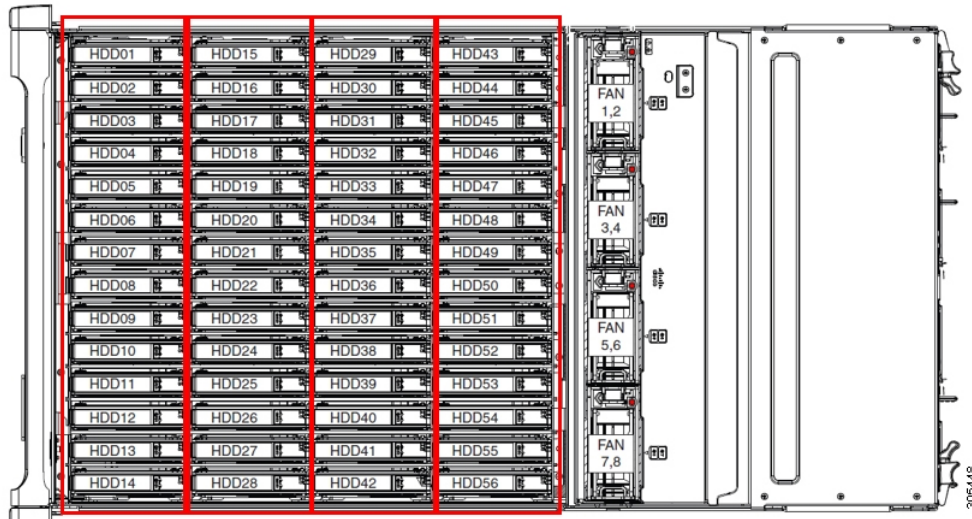 HDD01 HDD15 HDD29 HDD43
HDD02 HDD16 HDD30 HDD44
HDD03 HDD17 HDD31 HDD45
HDD04 HDD18 HDD32 HDD46
HDD05 HDD19 HDD33 HDD47
HDD06 HDD20 HDD34 HDD48
HDD07 HDD21 HDD35 HDD49
HDD08 HDD22 HDD36 HDD50
HDD09 HDD23 HDD37 HDD51
HDD10 HDD24 HDD38 HDD52
HDD11 HDD25 HDD39 HDD53
HDD12 HDD26 HDD40 HDD54
HDD13 HDD27 HDD41 HDD55
HDD14 HDD28 HDD42 HDD56
FAN
1,2
FAN
3,4
FAN
5,6
FAN
7,8